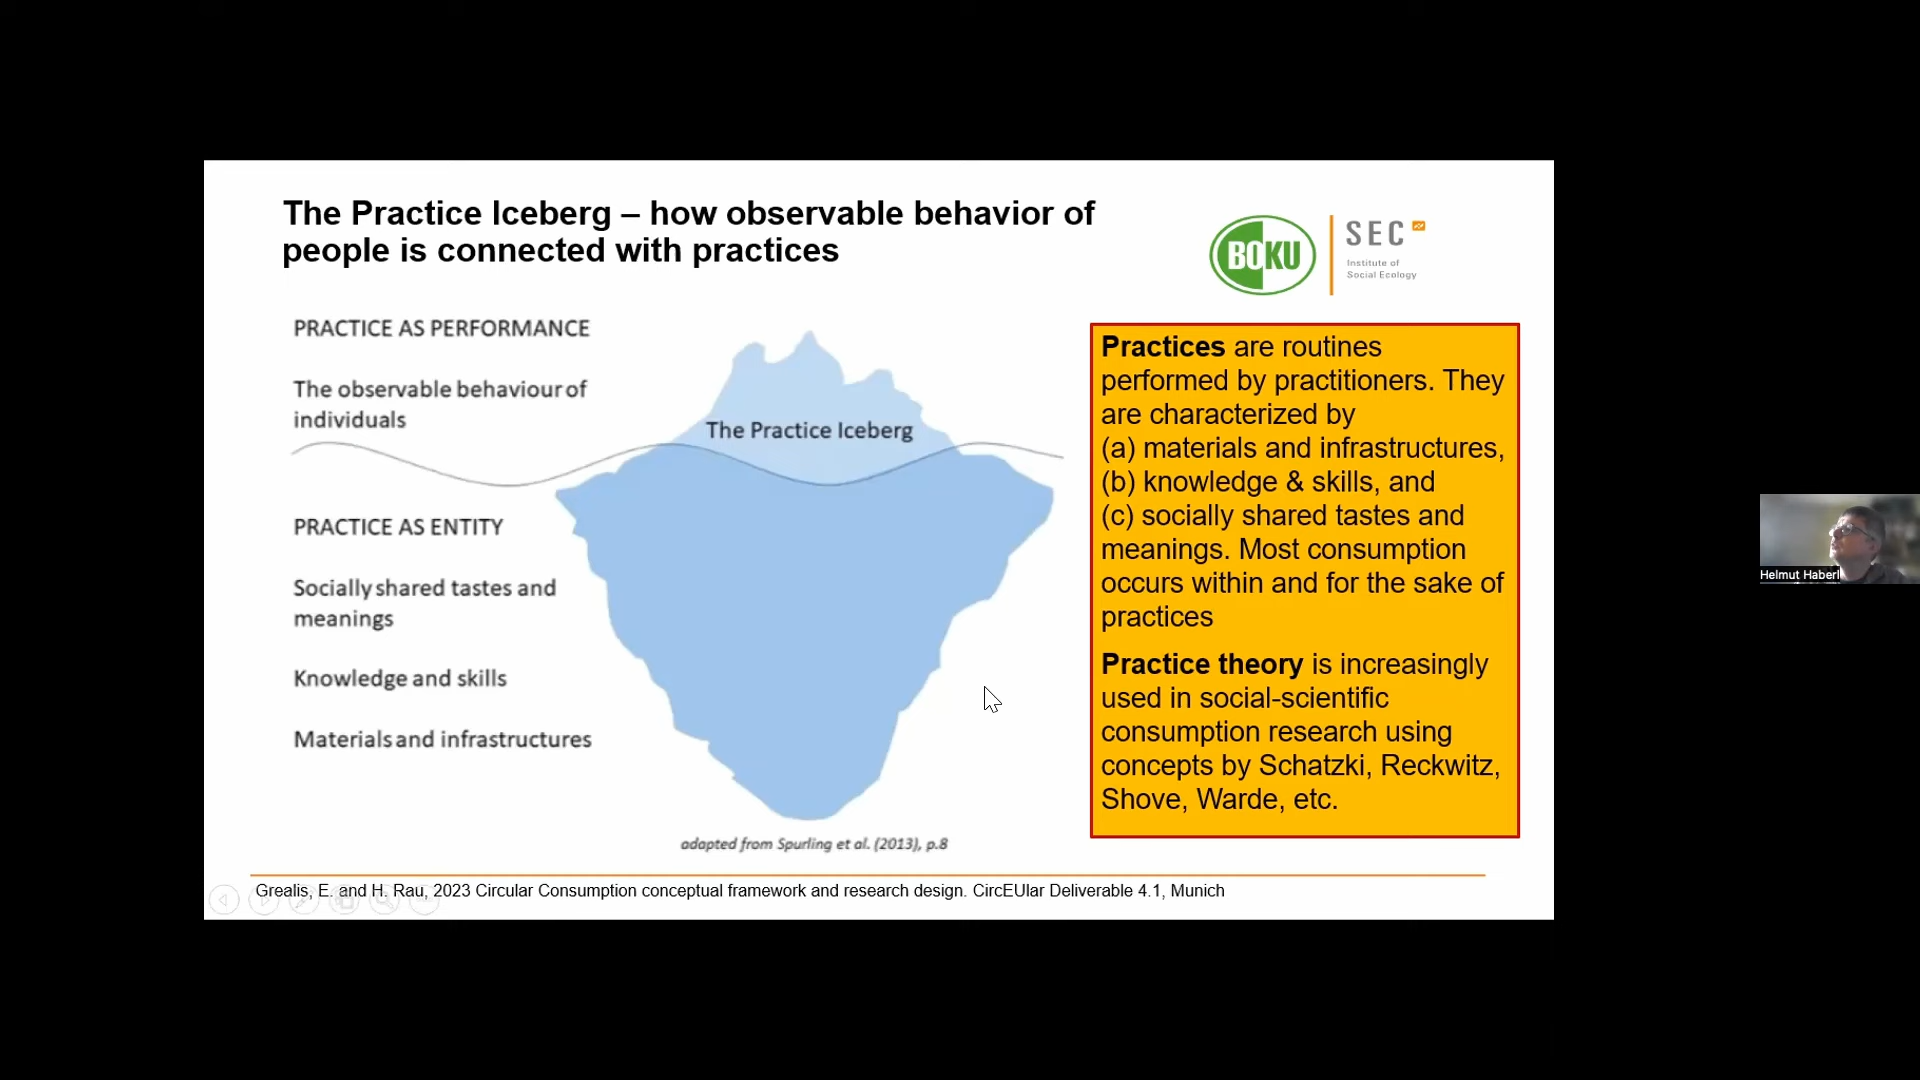 The Practice Iceberg – how observable behavior of
people is connected with practices
BOKU
SEC
Institute of
Social Ecology
PRACTICE AS PERFORMANCE
The observable behaviour of
individuals
The Practice Iceberg
PRACTICE AS ENTITY
Socially shared tastes and
meanings
Knowledge and skills
Materials and infrastructures
adapted from Spurling et al. (2013), p.8
Practices are routines
performed by practitioners. They
are characterized by
(a) materials and infrastructures,
(b) knowledge & skills, and
(c) socially shared tastes and
meanings. Most consumption
occurs within and for the sake of
practices
Practice theory is increasingly
used in social-scientific
consumption research using
concepts by Schatzki, Reckwitz,
Shove, Warde, etc.
Grealis, E. and H. Rau, 2023 Circular Consumption conceptual framework and research design. CircEUlar Deliverable 4.1, Munich
Helmut Haberl